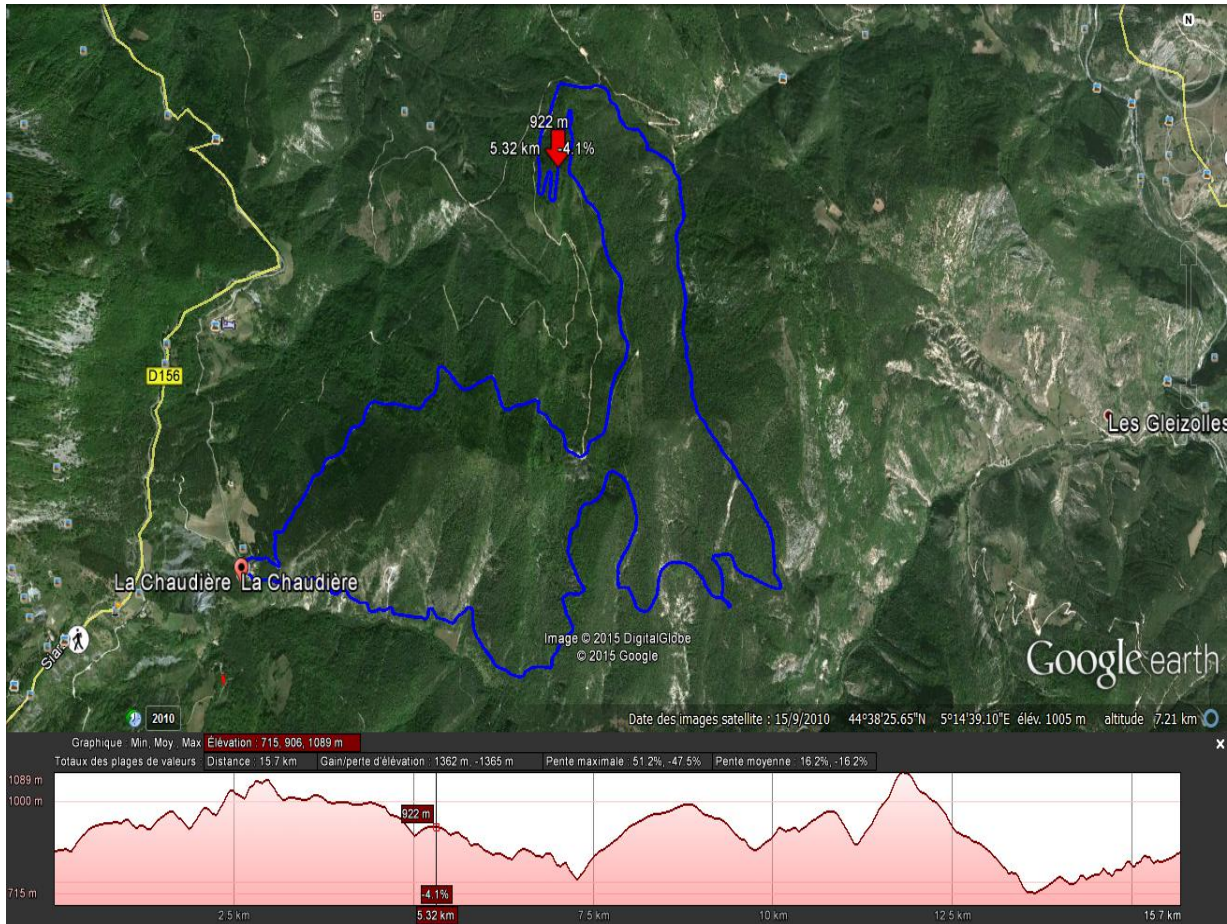 N
922 m
5.32 km -4.1%
D156
Les Gleizolles
La Chaudière La Chaudière
Image © 2015 DigitalGlobe
© 2015 Google
Google earth
2010
Date des images satellite : 15/9/2010 44°38'25.65"N 5°14'39.10"E élév. 1005 m altitude 7.21 km
Graphique : Min, Moy., Max Élévation : 715, 906, 1089 m
x
Totaux des plages de valeurs : Distance : 15.7 km Gain/perte d'élévation : 1362 m, -1365 m Pente maximale : 51.2%, -47.5% Pente moyenne : 16.2%, -16.2%
1089 m
1000 m
922 m
715 m
-4.1%
2.5 km 5.32 km 7.5 km 10 km 12.5 km 15.7 km